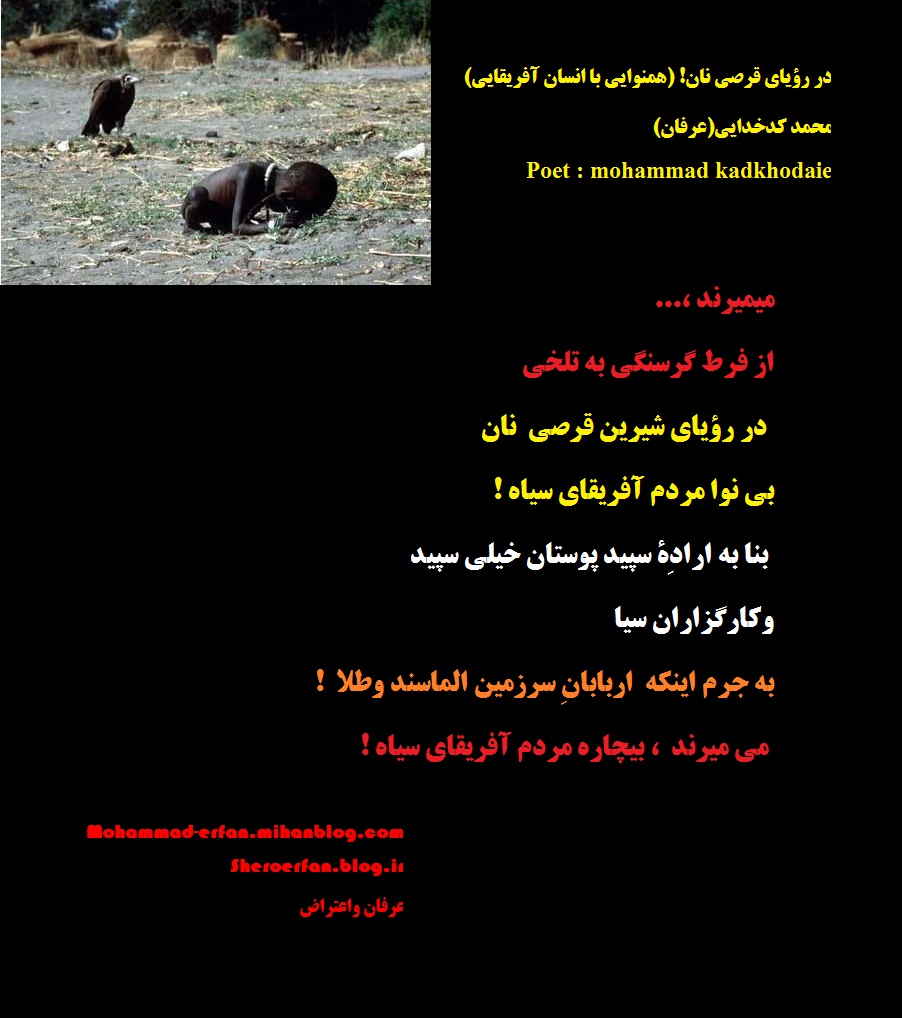 در رؤیای قرصی نان! (همنوایی با انسان آفریقایی)
محمد کدخدایی(عرفان)
Poet : mohammad kadkhodaie
میمیرند ،...
از فرط گرسنگی به تلخی
در رؤیای شیرین قرصی نان
بی نوا مردم آفریقای سیاه !
بنا به ارادِۀ سپید پوستان خیلی سپید
وکارگزاران سیا
به جرم اینکه اربابانِ سرزمین الماسند وطلا !
می میرند ، بیچاره مردم آفریقای سیاه !
Mohammad-erfan.mihanblog.com
Sheroerfan.blog.ir
عرفان واعتراض